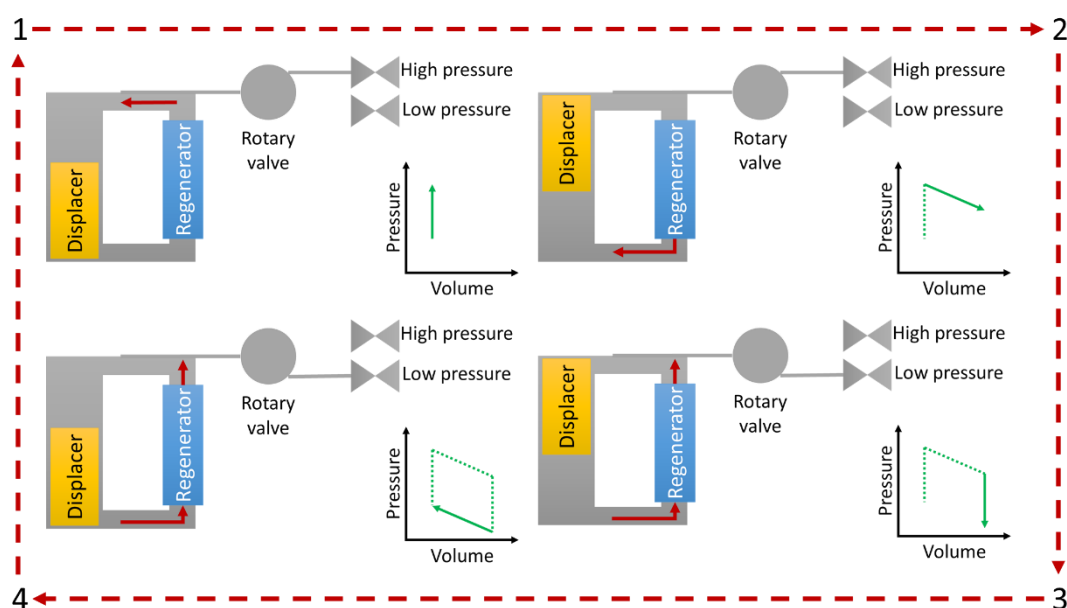 1
2
High pressure
Low pressure
Rotary
valve
Displacer
Regenerator
Pressure
Volume
High pressure
Low pressure
Rotary
valve
Displacer
Regenerator
Pressure
Volume
High pressure
Low pressure
Rotary
valve
Displacer
Regenerator
Pressure
Volume
High pressure
Low pressure
Rotary
valve
Displacer
Regenerator
Pressure
Volume
4
3